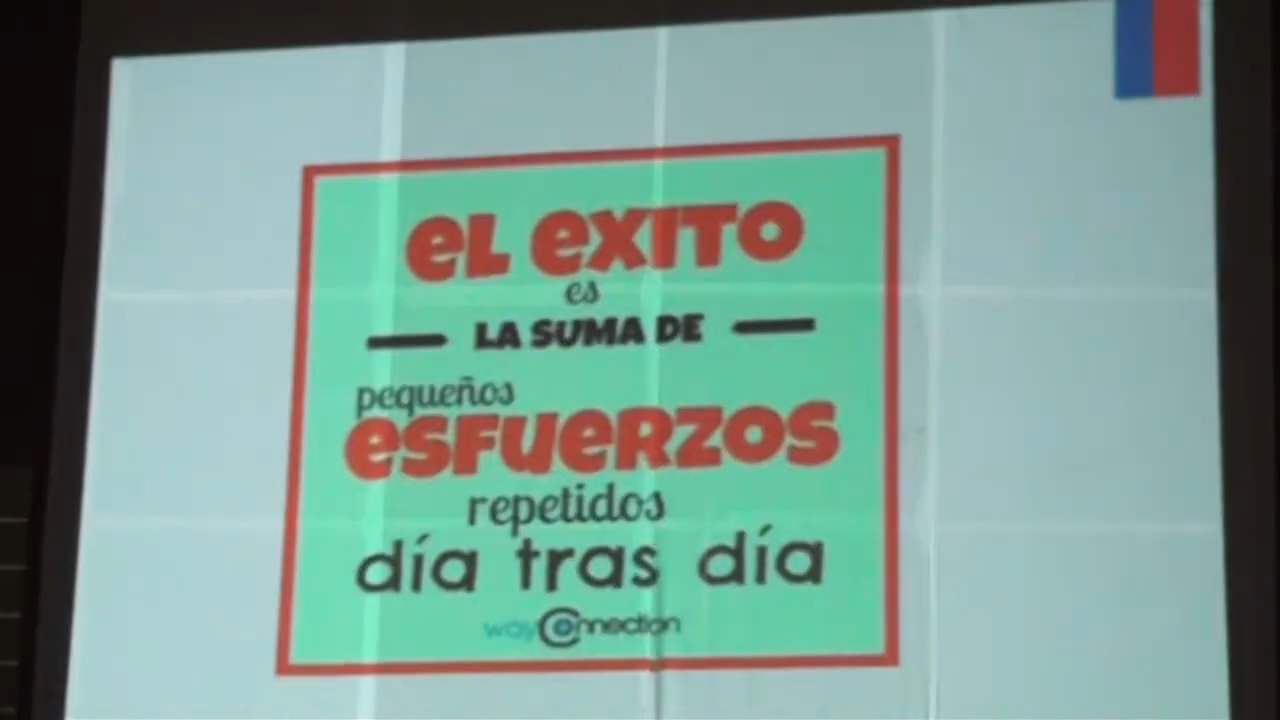 eL eXITO
es
LA SUMA DE
pequeños
eSFUeRZOS
repetidos
día tras día
wayConnection